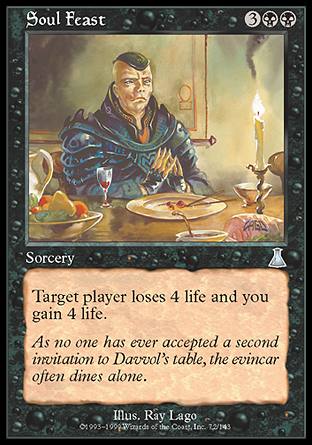 Soul Feast 3
Sorcery
Target player loses 4 life and you
gain 4 life.
As no one has ever accepted a second
invitation to Davvol's table, the evincar
often dines alone.
Illus. Ray Lago
©1993–1999 Wizards of the Coast, Inc. 72/143